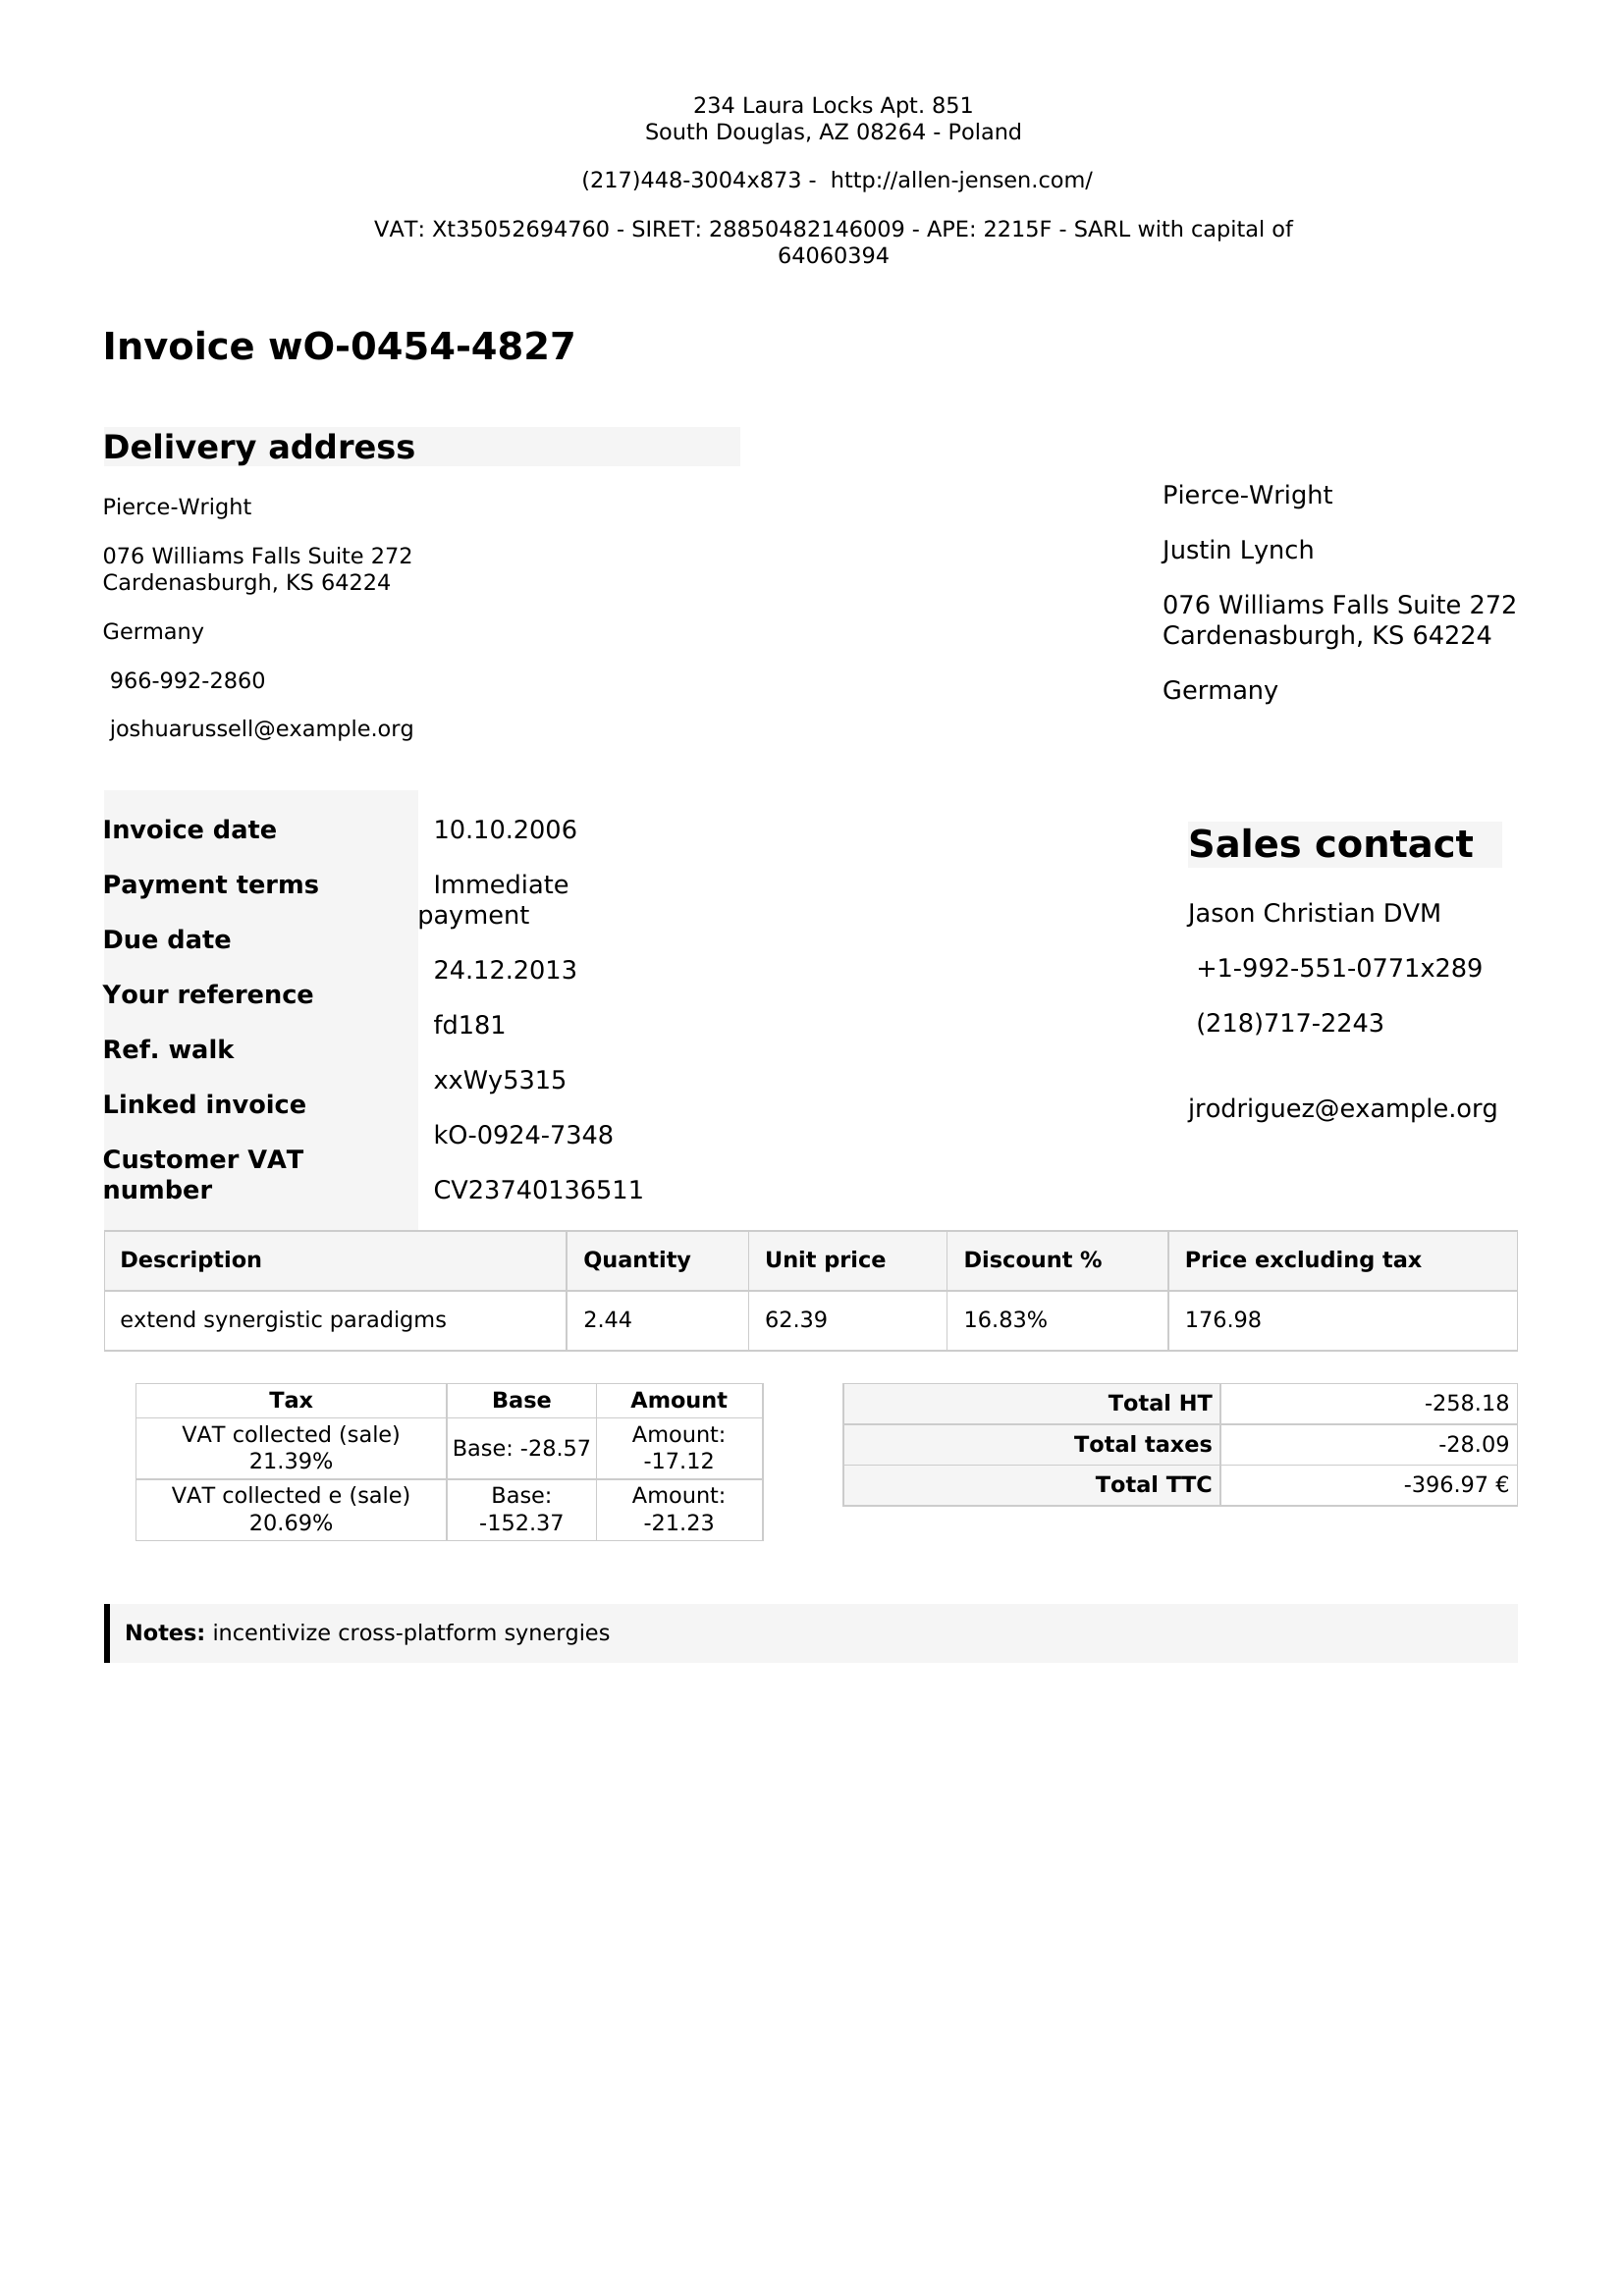 234 Laura Locks Apt. 851
South Douglas, AZ 08264 - Poland
(217)448-3004x873 -  http://allen-jensen.com/
VAT: Xt35052694760 - SIRET: 28850482146009 - APE: 2215F - SARL with capital of
64060394
Invoice wO-0454-4827
Delivery address
Pierce-Wright
076 Williams Falls Suite 272
Cardenasburgh, KS 64224
Germany
966-992-2860
joshuarussell@example.org
Pierce-Wright
Justin Lynch
076 Williams Falls Suite 272
Cardenasburgh, KS 64224
Germany
Invoice date
Payment terms
Due date
Your reference
Ref. walk
Linked invoice
Customer VAT
number
10.10.2006
Immediate
payment
24.12.2013
fd181
xxWy5315
kO-0924-7348
CV23740136511
Sales contact
Jason Christian DVM
+1-992-551-0771x289
(218)717-2243
jrodriguez@example.org
Description Quantity Unit price Discount % Price excluding tax
extend synergistic paradigms 2.44 62.39 16.83% 176.98
Tax Base Amount
VAT collected (sale)
21.39%
Base: -28.57
Amount:
-17.12
VAT collected e (sale)
20.69%
Base:
-152.37
Amount:
-21.23
Total HT -258.18
Total taxes -28.09
Total TTC -396.97 €
Notes: incentivize cross-platform synergies